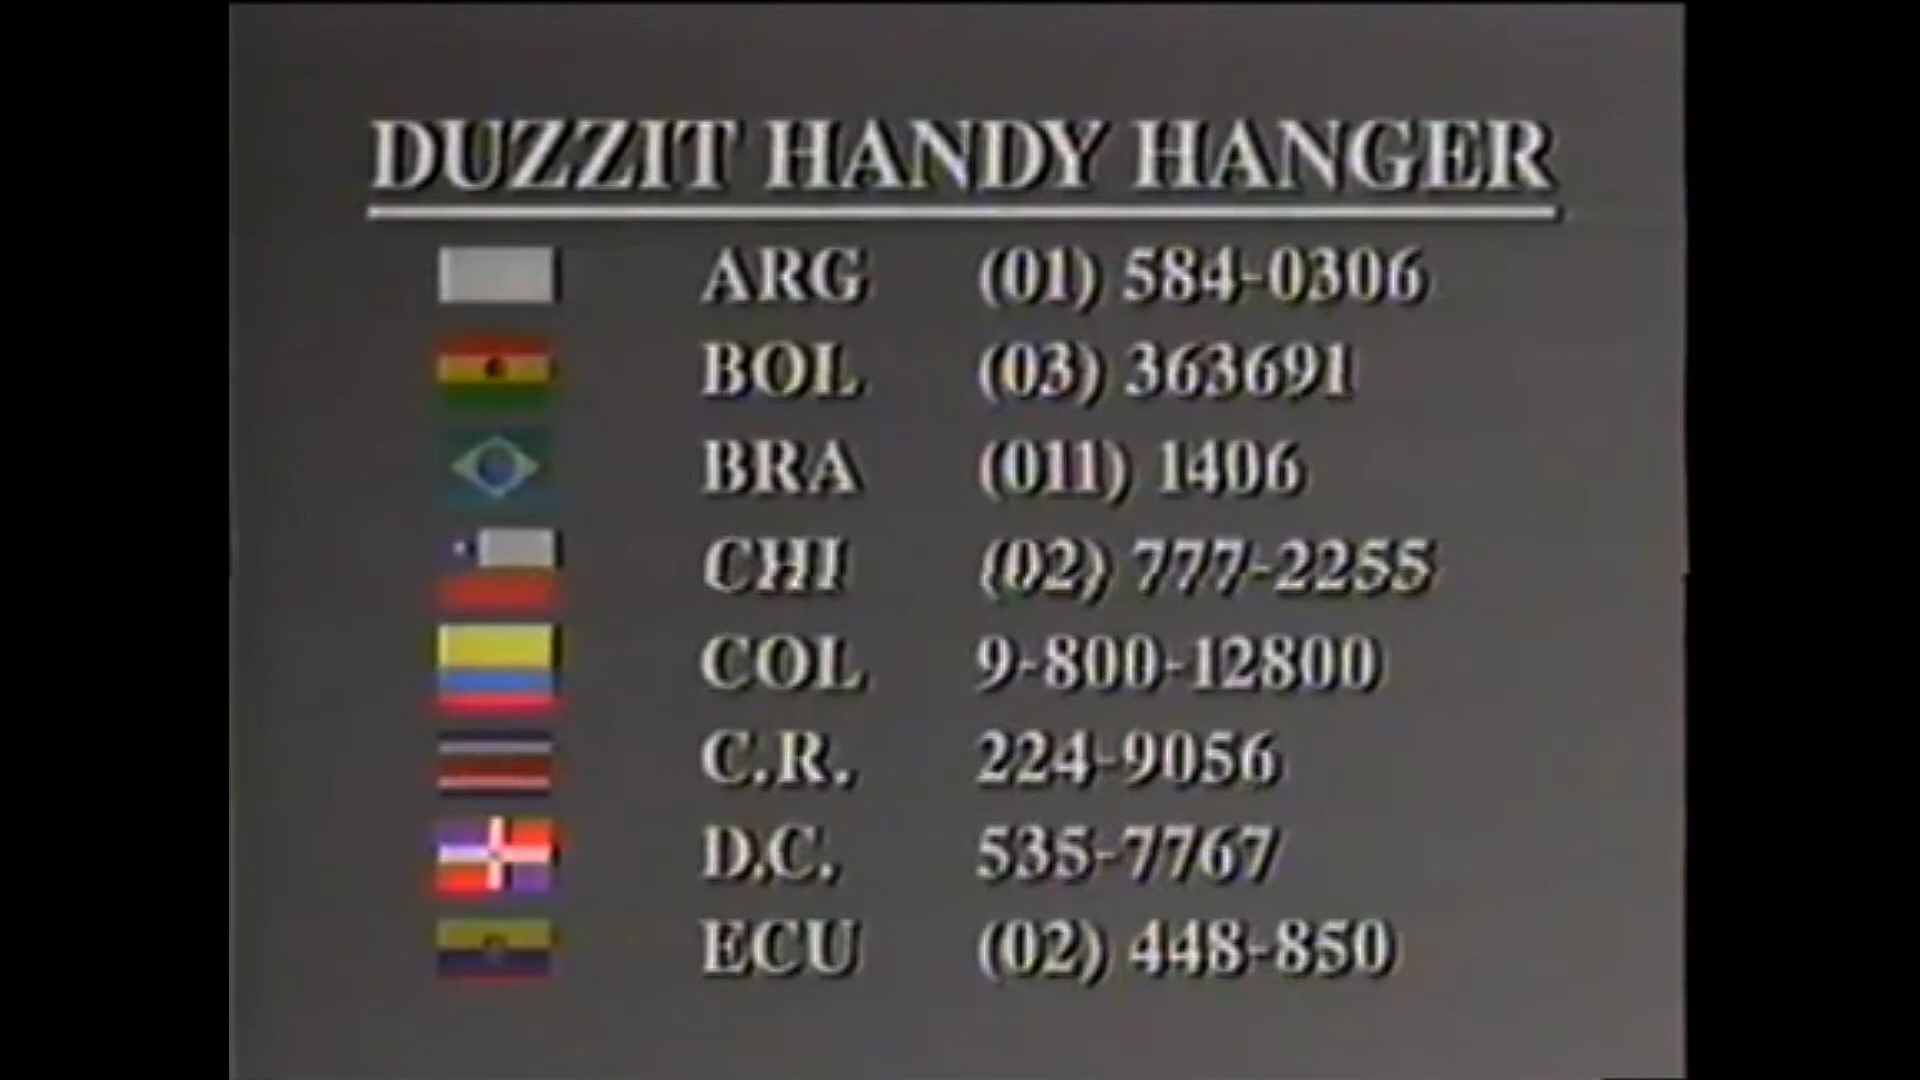 DUZZIT HANDY HANGER
ARG (01) 584-0306
BOL (03) 363691
BRA (011) 1406
CHI (02) 777-2255
COL 9-800-12800
C.R. 224-9056
D.C. 535-7767
ECU (02) 448-850